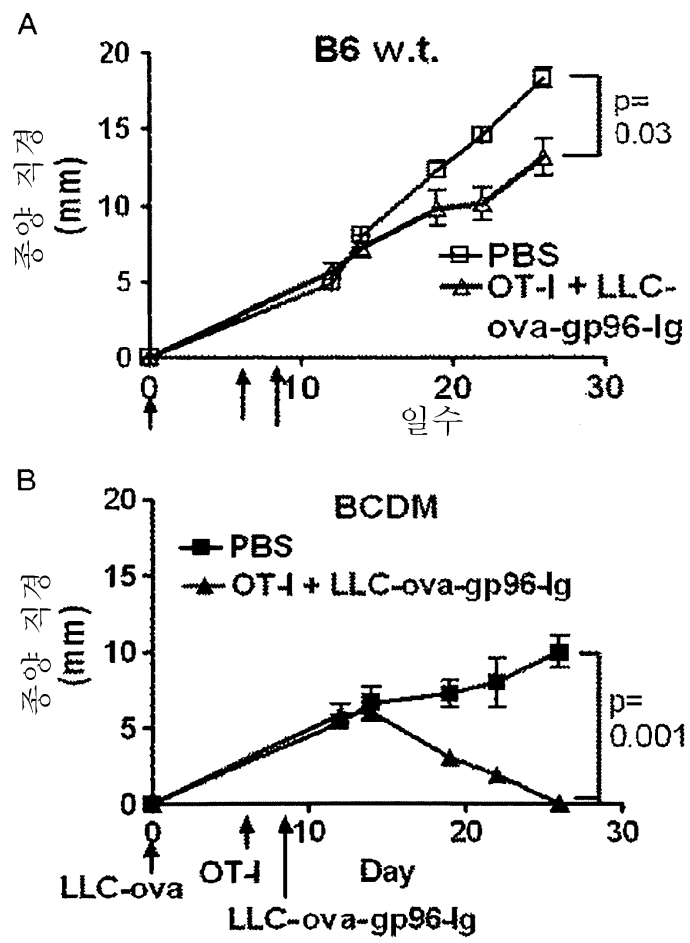 A
B6 w.t.
20
15
10
5
0
종양 직경
(mm)
p=
0.03
PBS
OT-I + LLC-
ova-gp96-Ig
0
10
20
30
일수
B
BCDM
20
15
10
5
0
종양 직경
(mm)
PBS
OT-I + LLC-ova-gp96-Ig
p=
0.001
0
10
20
30
LLC-ova
OT-I
Day
LLC-ova-gp96-Ig